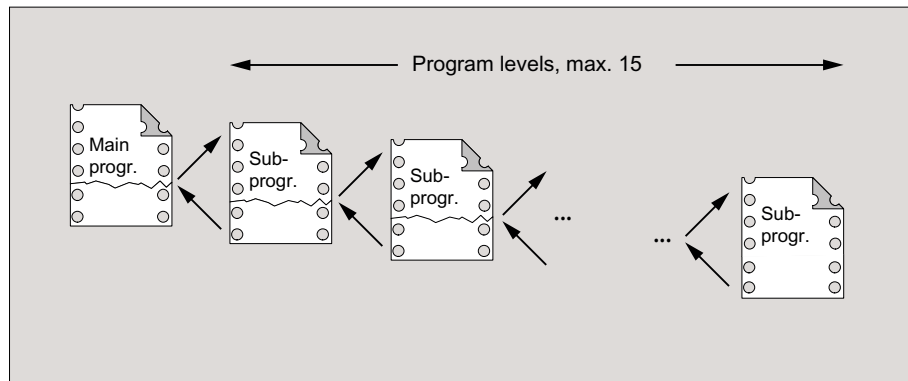 Program levels, max. 15
Main
progr.
Sub-
progr.
Sub-
progr.
...
...
Sub-
progr.